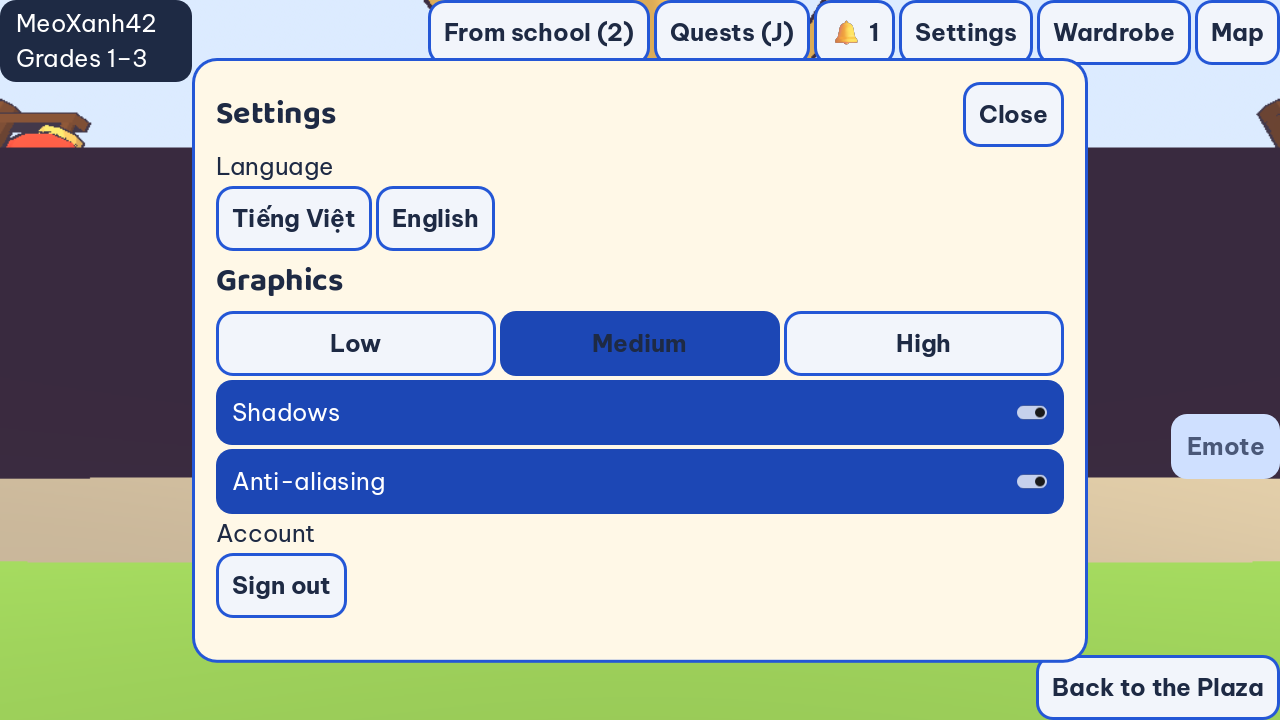 MeoXanh42
Grades 1–3
From school (2)
Quests (J)
1
Settings
Wardrobe
Map
Settings
Close
Language
Tiếng Việt
English
Graphics
Low
Medium
High
Shadows
Anti-aliasing
Account
Sign out
Emote
Back to the Plaza